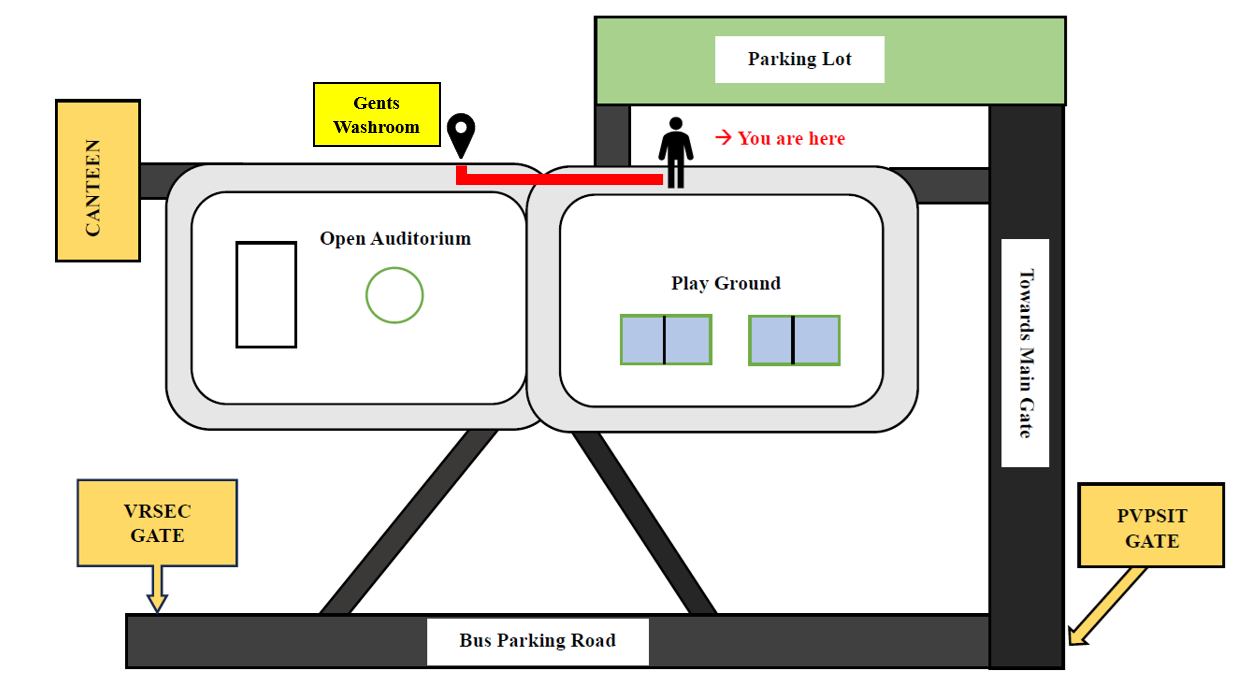 Parking Lot
Gents
Washroom
→ You are here
CANTEEN
Open Auditorium
Play Ground
Towards Main Gate
VRSEC
GATE
PVPSIT
GATE
Bus Parking Road